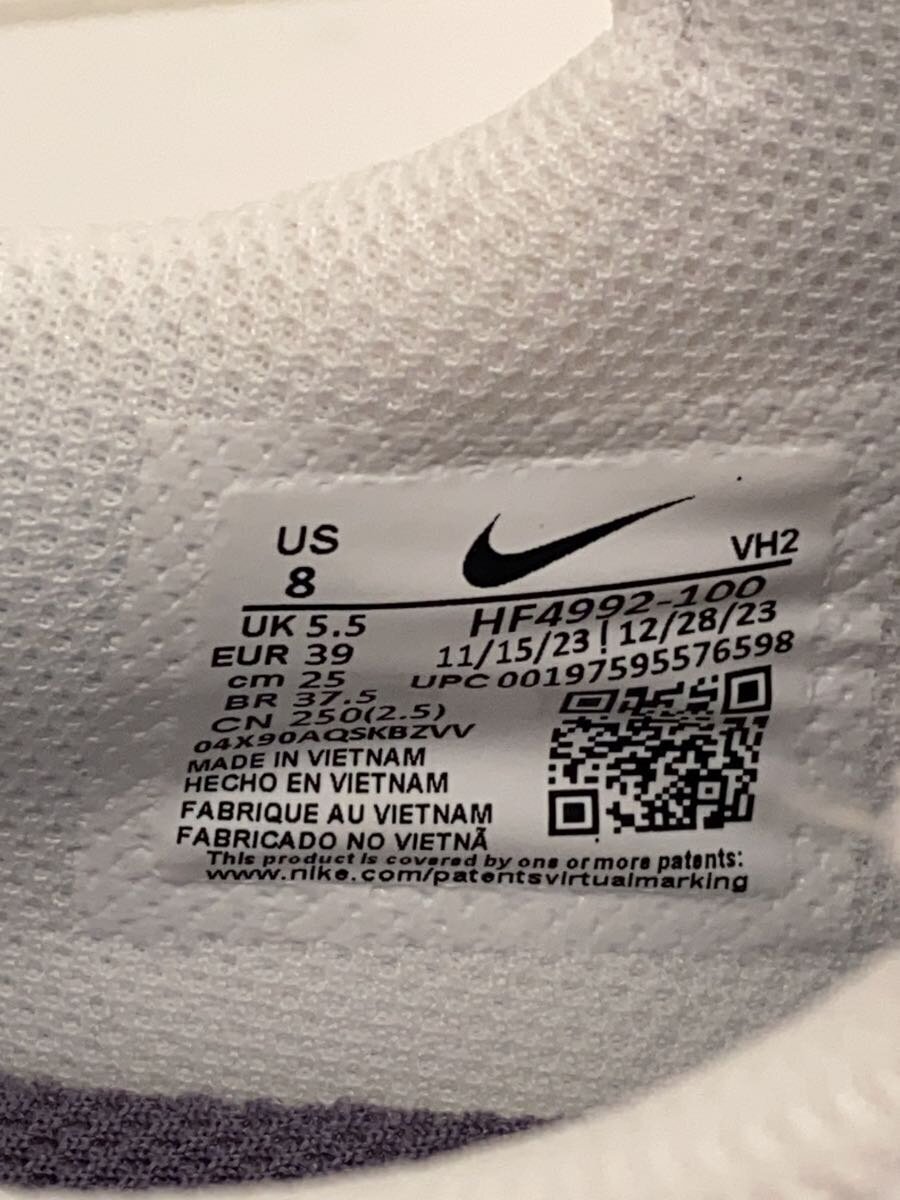 US
8
VH2
UK 5.5
EUR 39
cm 25
BR 37.5
CN 250(2.5)
04X90AQSKBZVV
HF4992-100
11/15/23 | 12/28/23
UPC 00197595576598
MADE IN VIETNAM
HECHO EN VIETNAM
FABRIQUE AU VIETNAM
FABRICADO NO VIETNÃ
This product is covered by one or more patents:
www.nike.com/patentsvirtualmarking